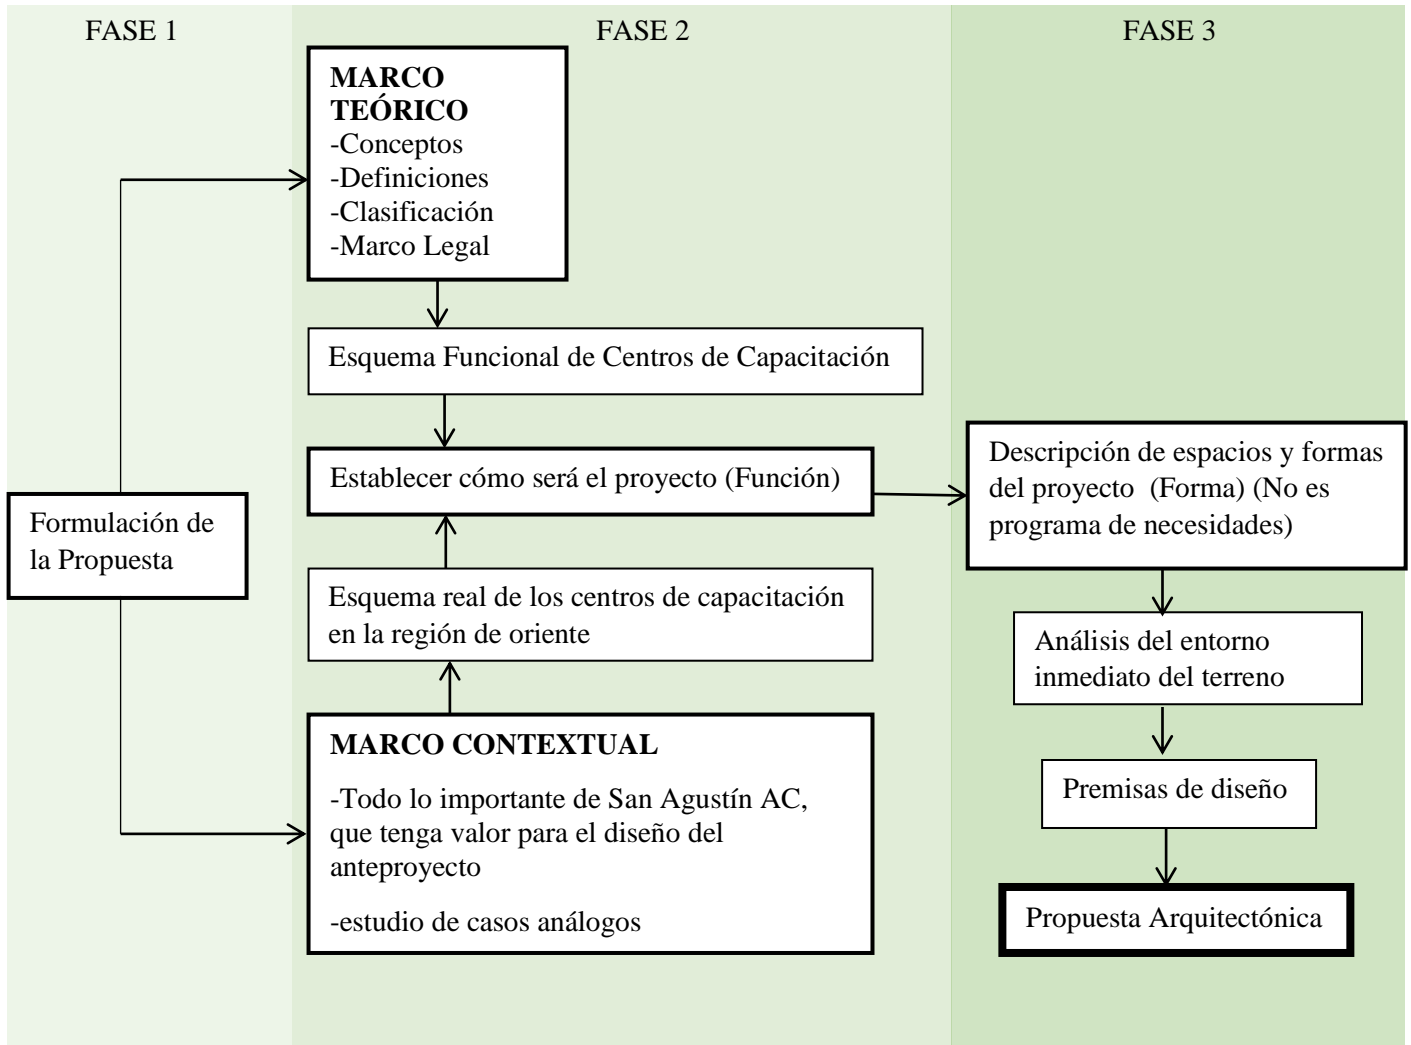 FASE 1
FASE 2
FASE 3
MARCO
TEÓRICO
-Conceptos
-Definiciones
-Clasificación
-Marco Legal
Esquema Funcional de Centros de Capacitación
Establecer cómo será el proyecto (Función)
Formulación de
la Propuesta
Esquema real de los centros de capacitación
en la región de oriente
MARCO CONTEXTUAL
-Todo lo importante de San Agustín AC,
que tenga valor para el diseño del
anteproyecto
-estudio de casos análogos
Descripción de espacios y formas
del proyecto (Forma) (No es
programa de necesidades)
Análisis del entorno
inmediato del terreno
Premisas de diseño
Propuesta Arquitectónica